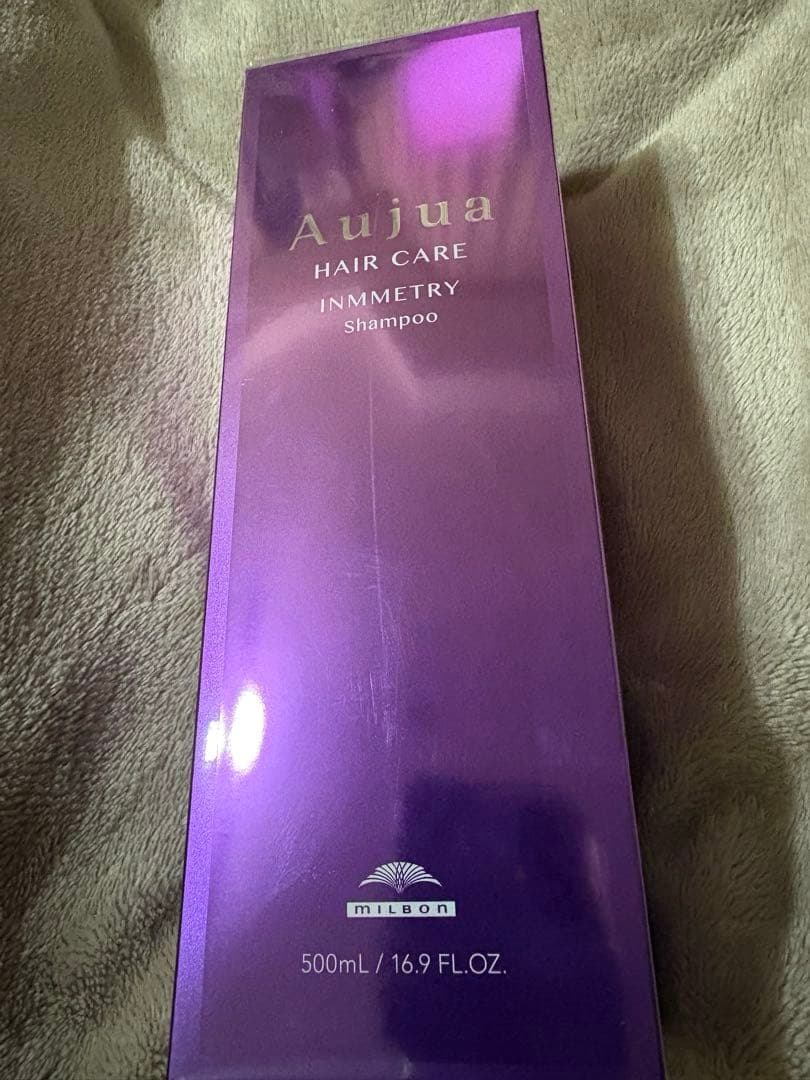 Aujua
HAIR CARE
INMMETRY
Shampoo
MILBON
500mL / 16.9 FL.OZ.